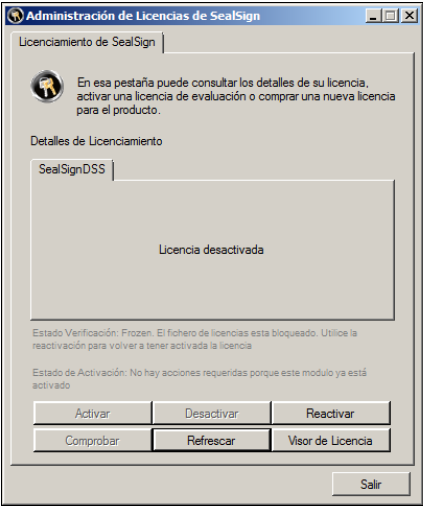 Administración de Licencias de SealSign
Licenciamiento de SealSign
En esa pestaña puede consultar los detalles de su licencia,
activar una licencia de evaluación o comprar una nueva licencia
para el producto.
Detalles de Licenciamiento
SealSignDSS
Licencia desactivada
Estado Verificación: Frozen. El fichero de licencias esta bloqueado. Utilice la
reactivación para volver a tener activada la licencia
Estado de Activación: No hay acciones requeridas porque este modulo ya está
activado
Activar
Desactivar
Reactivar
Comprobar
Refrescar
Visor de Licencia
Salir